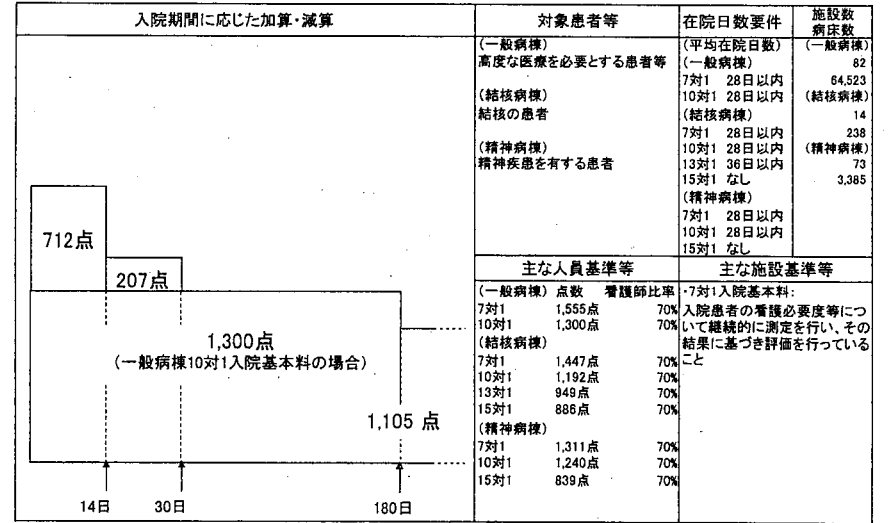 入院期間に応じた加算・減算
712点
207点
1,300点
(一般病棟10対1入院基本料の場合)
1,105 点
14日 30日 180日
対象患者等
(一般病棟)
高度な医療を必要とする患者等
(結核病棟)
結核の患者
(精神病棟)
精神疾患を有する患者
在院日数要件
(平均在院日数)
(一般病棟)
7対1 28日以内
10対1 28日以内
(結核病棟)
7対1 28日以内
10対1 28日以内
13対1 36日以内
15対1 なし
(精神病棟)
7対1 28日以内
10対1 28日以内
15対1 なし
施設数
病床数
(一般病棟)
82
64,523
(結核病棟)
14
238
(精神病棟)
73
3,385
主な人員基準等
(一般病棟) 点数 看護師比率
7対1 1,555点 70%
10対1 1,300点 70%
(結核病棟)
7対1 1,447点 70%
10対1 1,192点 70%
13対1 949点 70%
15対1 886点 70%
(精神病棟)
7対1 1,311点 70%
10対1 1,240点 70%
15対1 839点 70%
主な施設基準等
・7対1入院基本料:
入院患者の看護必要度等につ
いて継続的に測定を行い、その
結果に基づき評価を行っている
こと